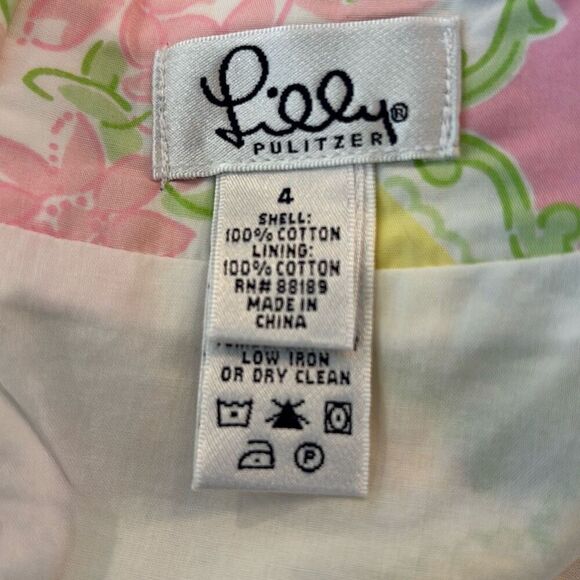 Lilly®
PULITZER
4
SHELL:
100% COTTON
LINING:
100% COTTON
RN# 88189
MADE IN
CHINA
LOW IRON
OR DRY CLEAN
P